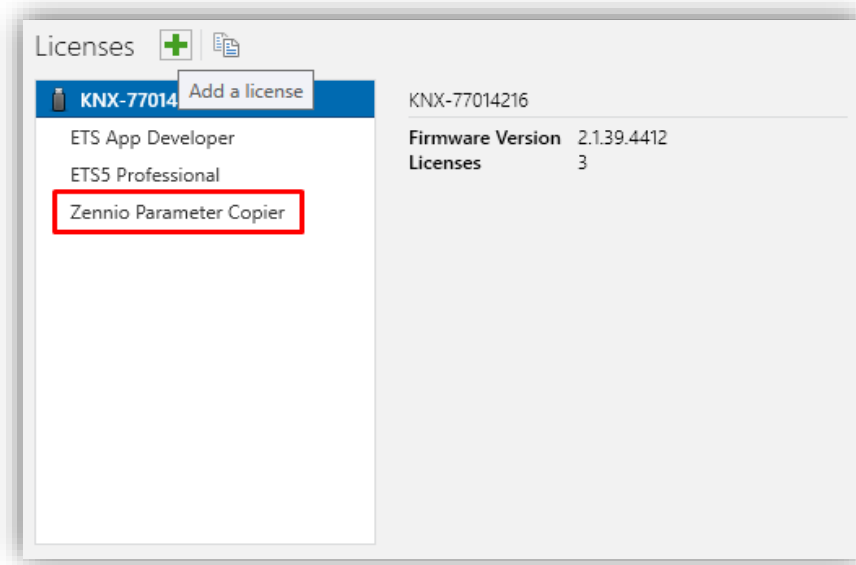 Licenses
Add a license
KNX-77014
ETS App Developer
ETS5 Professional
Zennio Parameter Copier
KNX-77014216
Firmware Version 2.1.39.4412
Licenses 3